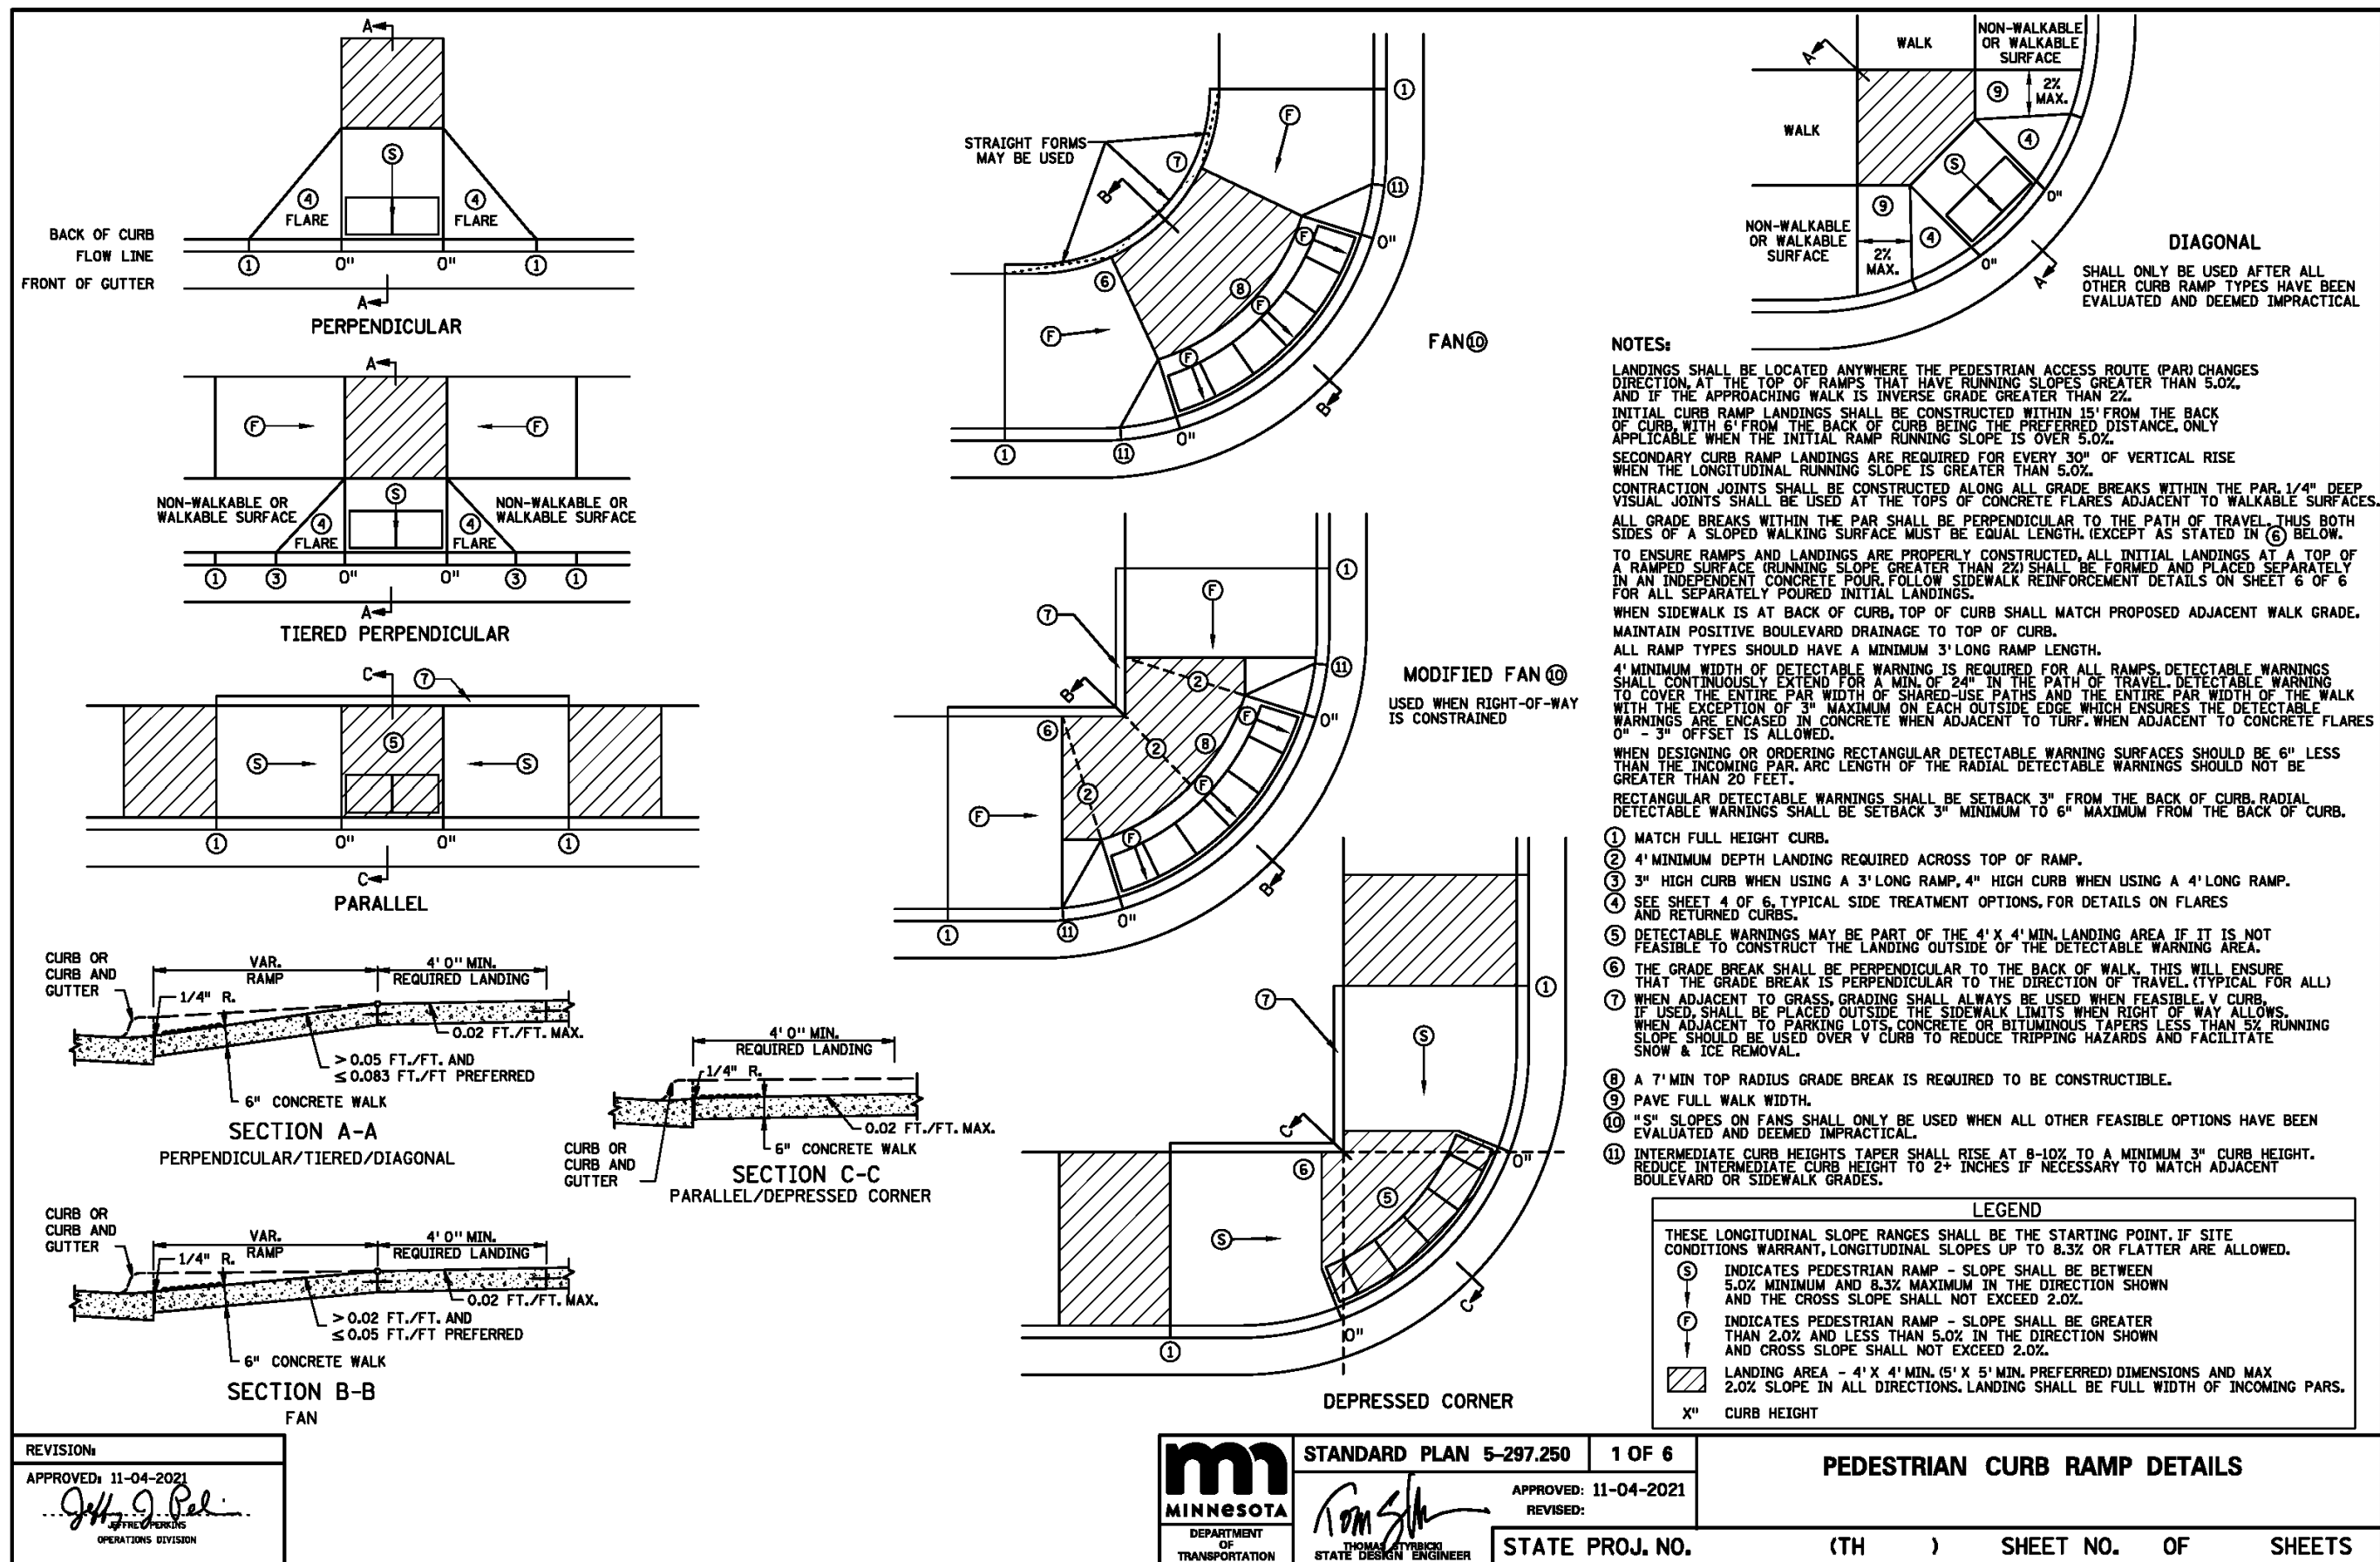 A
S
4
FLARE
4
FLARE
BACK OF CURB
FLOW LINE
FRONT OF GUTTER
1
0"
0"
1
A
PERPENDICULAR
A
F
F
S
NON-WALKABLE OR
WALKABLE SURFACE
NON-WALKABLE OR
WALKABLE SURFACE
4
FLARE
4
FLARE
1
3
0"
0"
3
1
A
TIERED PERPENDICULAR
C
7
5
S
S
1
0"
0"
1
C
PARALLEL
CURB OR
CURB AND
GUTTER
VAR.
RAMP
4' 0" MIN.
REQUIRED LANDING
1/4" R.
0.02 FT./FT. MAX.
> 0.05 FT./FT. AND
≤ 0.083 FT./FT PREFERRED
6" CONCRETE WALK
SECTION A-A
PERPENDICULAR/TIERED/DIAGONAL
CURB OR
CURB AND
GUTTER
VAR.
RAMP
4' 0" MIN.
REQUIRED LANDING
1/4" R.
0.02 FT./FT. MAX.
> 0.02 FT./FT. AND
≤ 0.05 FT./FT PREFERRED
6" CONCRETE WALK
SECTION B-B
FAN
4' 0" MIN.
REQUIRED LANDING
1/4" R.
0.02 FT./FT. MAX.
6" CONCRETE WALK
CURB OR
CURB AND
GUTTER
SECTION C-C
PARALLEL/DEPRESSED CORNER
STRAIGHT FORMS
MAY BE USED
1
F
7
B
11
F
0"
6
8
F
F
F
B
0"
1
11
FAN 10
1
F
7
11
2
B
F
0"
6
2
8
F
2
F
F
B
0"
1
11
MODIFIED FAN 10
USED WHEN RIGHT-OF-WAY
IS CONSTRAINED
1
7
S
C
0"
6
5
S
C
0"
1
DEPRESSED CORNER
A
WALK
NON-WALKABLE
OR WALKABLE
SURFACE
9
2%
MAX.
WALK
4
S
0"
9
NON-WALKABLE
OR WALKABLE
SURFACE
2%
MAX.
4
0"
A
DIAGONAL
SHALL ONLY BE USED AFTER ALL
OTHER CURB RAMP TYPES HAVE BEEN
EVALUATED AND DEEMED IMPRACTICAL
NOTES:
LANDINGS SHALL BE LOCATED ANYWHERE THE PEDESTRIAN ACCESS ROUTE (PAR) CHANGES
DIRECTION, AT THE TOP OF RAMPS THAT HAVE RUNNING SLOPES GREATER THAN 5.0%,
AND IF THE APPROACHING WALK IS INVERSE GRADE GREATER THAN 2%.
INITIAL CURB RAMP LANDINGS SHALL BE CONSTRUCTED WITHIN 15' FROM THE BACK
OF CURB, WITH 6' FROM THE BACK OF CURB BEING THE PREFERRED DISTANCE, ONLY
APPLICABLE WHEN THE INITIAL RAMP RUNNING SLOPE IS OVER 5.0%.
SECONDARY CURB RAMP LANDINGS ARE REQUIRED FOR EVERY 30" OF VERTICAL RISE
WHEN THE LONGITUDINAL RUNNING SLOPE IS GREATER THAN 5.0%.
CONTRACTION JOINTS SHALL BE CONSTRUCTED ALONG ALL GRADE BREAKS WITHIN THE PAR. 1/4" DEEP
VISUAL JOINTS SHALL BE USED AT THE TOPS OF CONCRETE FLARES ADJACENT TO WALKABLE SURFACES.
ALL GRADE BREAKS WITHIN THE PAR SHALL BE PERPENDICULAR TO THE PATH OF TRAVEL. THUS BOTH
SIDES OF A SLOPED WALKING SURFACE MUST BE EQUAL LENGTH. (EXCEPT AS STATED IN 6 BELOW.
TO ENSURE RAMPS AND LANDINGS ARE PROPERLY CONSTRUCTED, ALL INITIAL LANDINGS AT A TOP OF
A RAMPED SURFACE (RUNNING SLOPE GREATER THAN 2%) SHALL BE FORMED AND PLACED SEPARATELY
IN AN INDEPENDENT CONCRETE POUR. FOLLOW SIDEWALK REINFORCEMENT DETAILS ON SHEET 6 OF 6
FOR ALL SEPARATELY POURED INITIAL LANDINGS.
WHEN SIDEWALK IS AT BACK OF CURB, TOP OF CURB SHALL MATCH PROPOSED ADJACENT WALK GRADE.
MAINTAIN POSITIVE BOULEVARD DRAINAGE TO TOP OF CURB.
ALL RAMP TYPES SHOULD HAVE A MINIMUM 3' LONG RAMP LENGTH.
4' MINIMUM WIDTH OF DETECTABLE WARNING IS REQUIRED FOR ALL RAMPS. DETECTABLE WARNINGS
SHALL CONTINUOUSLY EXTEND FOR A MIN. OF 24" IN THE PATH OF TRAVEL. DETECTABLE WARNING
TO COVER THE ENTIRE PAR WIDTH OF SHARED-USE PATHS AND THE ENTIRE PAR WIDTH OF THE WALK
WITH THE EXCEPTION OF 3" MAXIMUM ON EACH OUTSIDE EDGE WHICH ENSURES THE DETECTABLE
WARNINGS ARE ENCASED IN CONCRETE WHEN ADJACENT TO TURF. WHEN ADJACENT TO CONCRETE FLARES
0" - 3" OFFSET IS ALLOWED.
WHEN DESIGNING OR ORDERING RECTANGULAR DETECTABLE WARNING SURFACES SHOULD BE 6" LESS
THAN THE INCOMING PAR. ARC LENGTH OF THE RADIAL DETECTABLE WARNINGS SHOULD NOT BE
GREATER THAN 20 FEET.
RECTANGULAR DETECTABLE WARNINGS SHALL BE SETBACK 3" FROM THE BACK OF CURB. RADIAL
DETECTABLE WARNINGS SHALL BE SETBACK 3" MINIMUM TO 6" MAXIMUM FROM THE BACK OF CURB.
1 MATCH FULL HEIGHT CURB.
2 4' MINIMUM DEPTH LANDING REQUIRED ACROSS TOP OF RAMP.
3 3" HIGH CURB WHEN USING A 3' LONG RAMP, 4" HIGH CURB WHEN USING A 4' LONG RAMP.
4 SEE SHEET 4 OF 6, TYPICAL SIDE TREATMENT OPTIONS, FOR DETAILS ON FLARES
AND RETURNED CURBS.
5 DETECTABLE WARNINGS MAY BE PART OF THE 4' X 4' MIN. LANDING AREA IF IT IS NOT
FEASIBLE TO CONSTRUCT THE LANDING OUTSIDE OF THE DETECTABLE WARNING AREA.
6 THE GRADE BREAK SHALL BE PERPENDICULAR TO THE BACK OF WALK. THIS WILL ENSURE
THAT THE GRADE BREAK IS PERPENDICULAR TO THE DIRECTION OF TRAVEL. (TYPICAL FOR ALL)
7 WHEN ADJACENT TO GRASS, GRADING SHALL ALWAYS BE USED WHEN FEASIBLE. V CURB,
IF USED, SHALL BE PLACED OUTSIDE THE SIDEWALK LIMITS WHEN RIGHT OF WAY ALLOWS.
WHEN ADJACENT TO PARKING LOTS, CONCRETE OR BITUMINOUS TAPERS LESS THAN 5% RUNNING
SLOPE SHOULD BE USED OVER V CURB TO REDUCE TRIPPING HAZARDS AND FACILITATE
SNOW & ICE REMOVAL.
8 A 7' MIN TOP RADIUS GRADE BREAK IS REQUIRED TO BE CONSTRUCTIBLE.
9 PAVE FULL WALK WIDTH.
10 "S" SLOPES ON FANS SHALL ONLY BE USED WHEN ALL OTHER FEASIBLE OPTIONS HAVE BEEN
EVALUATED AND DEEMED IMPRACTICAL.
11 INTERMEDIATE CURB HEIGHTS TAPER SHALL RISE AT 8-10% TO A MINIMUM 3" CURB HEIGHT.
REDUCE INTERMEDIATE CURB HEIGHT TO 2+ INCHES IF NECESSARY TO MATCH ADJACENT
BOULEVARD OR SIDEWALK GRADES.
LEGEND
THESE LONGITUDINAL SLOPE RANGES SHALL BE THE STARTING POINT. IF SITE
CONDITIONS WARRANT, LONGITUDINAL SLOPES UP TO 8.3% OR FLATTER ARE ALLOWED.
S INDICATES PEDESTRIAN RAMP - SLOPE SHALL BE BETWEEN
5.0% MINIMUM AND 8.3% MAXIMUM IN THE DIRECTION SHOWN
AND THE CROSS SLOPE SHALL NOT EXCEED 2.0%.
F INDICATES PEDESTRIAN RAMP - SLOPE SHALL BE GREATER
THAN 2.0% AND LESS THAN 5.0% IN THE DIRECTION SHOWN
AND CROSS SLOPE SHALL NOT EXCEED 2.0%.
LANDING AREA - 4' X 4' MIN. (5' X 5' MIN. PREFERRED) DIMENSIONS AND MAX
2.0% SLOPE IN ALL DIRECTIONS. LANDING SHALL BE FULL WIDTH OF INCOMING PARS.
X" CURB HEIGHT
REVISION:
APPROVED: 11-04-2021
JEFFREY PERKINS
OPERATIONS DIVISION
MINNESOTA
DEPARTMENT
OF
TRANSPORTATION
STANDARD PLAN 5-297.250 1 OF 6
APPROVED: 11-04-2021
REVISED:
THOMAS STYRBICKI
STATE DESIGN ENGINEER
PEDESTRIAN CURB RAMP DETAILS
STATE PROJ. NO. (TH ) SHEET NO. OF SHEETS